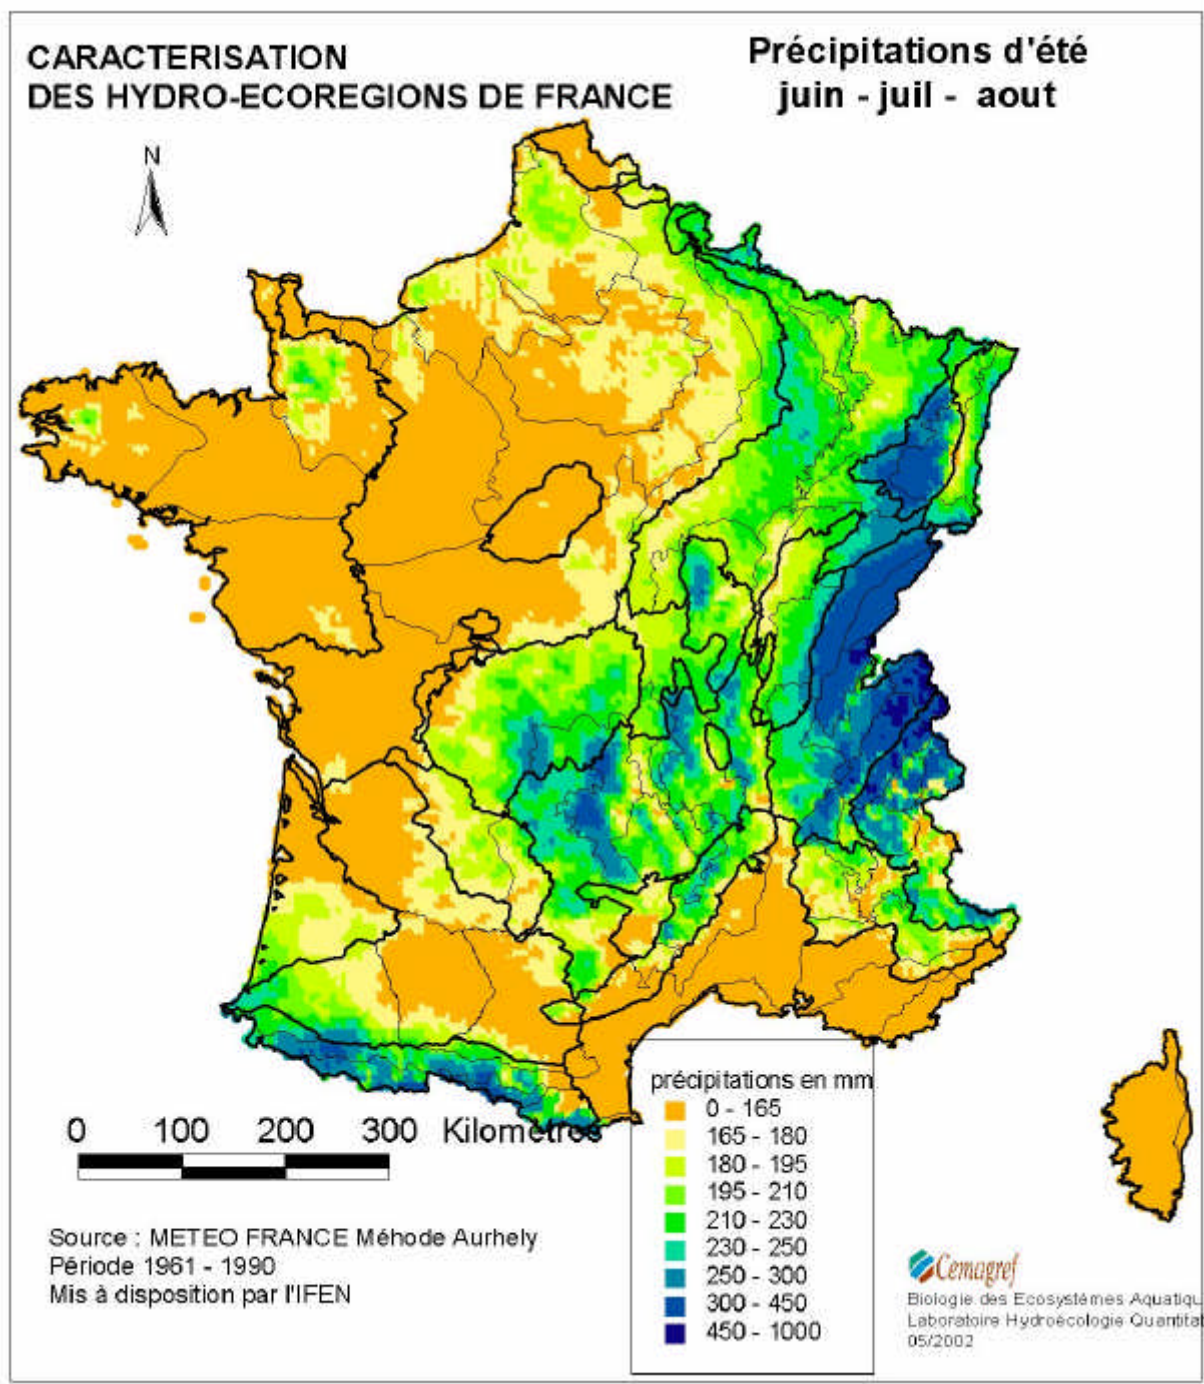 CARACTERISATION
DES HYDRO-ECOREGIONS DE FRANCE
Précipitations d'été
juin - juil - aout
N
précipitations en mm
0 - 165
165 - 180
180 - 195
195 - 210
210 - 230
230 - 250
250 - 300
300 - 450
450 - 1000
0 100 200 300 Kilomètres
Source : METEO FRANCE Méhode Aurhely
Période 1961 - 1990
Mis à disposition par l'IFEN
Cemagref
Biologie des Ecosystèmes Aquatiqu
Laboratoire Hydroécologie Quantitat
05/2002